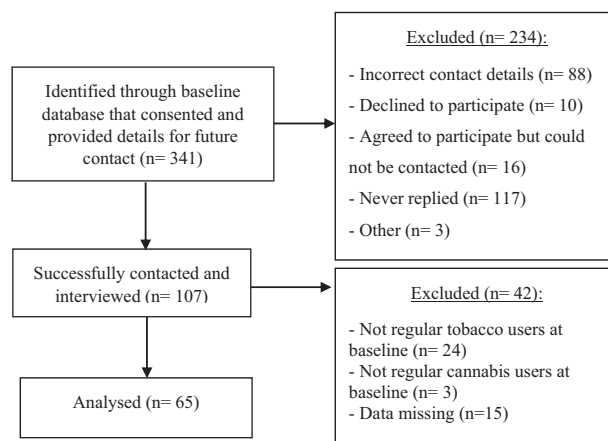 Identified through baseline
database that consented and
provided details for future
contact (n= 341)
Excluded (n= 234):
- Incorrect contact details (n= 88)
- Declined to participate (n= 10)
- Agreed to participate but could
not be contacted (n= 16)
- Never replied (n= 117)
- Other (n= 3)
Successfully contacted and
interviewed (n= 107)
Excluded (n= 42):
- Not regular tobacco users at
baseline (n= 24)
- Not regular cannabis users at
baseline (n= 3)
- Data missing (n=15)
Analysed (n= 65)